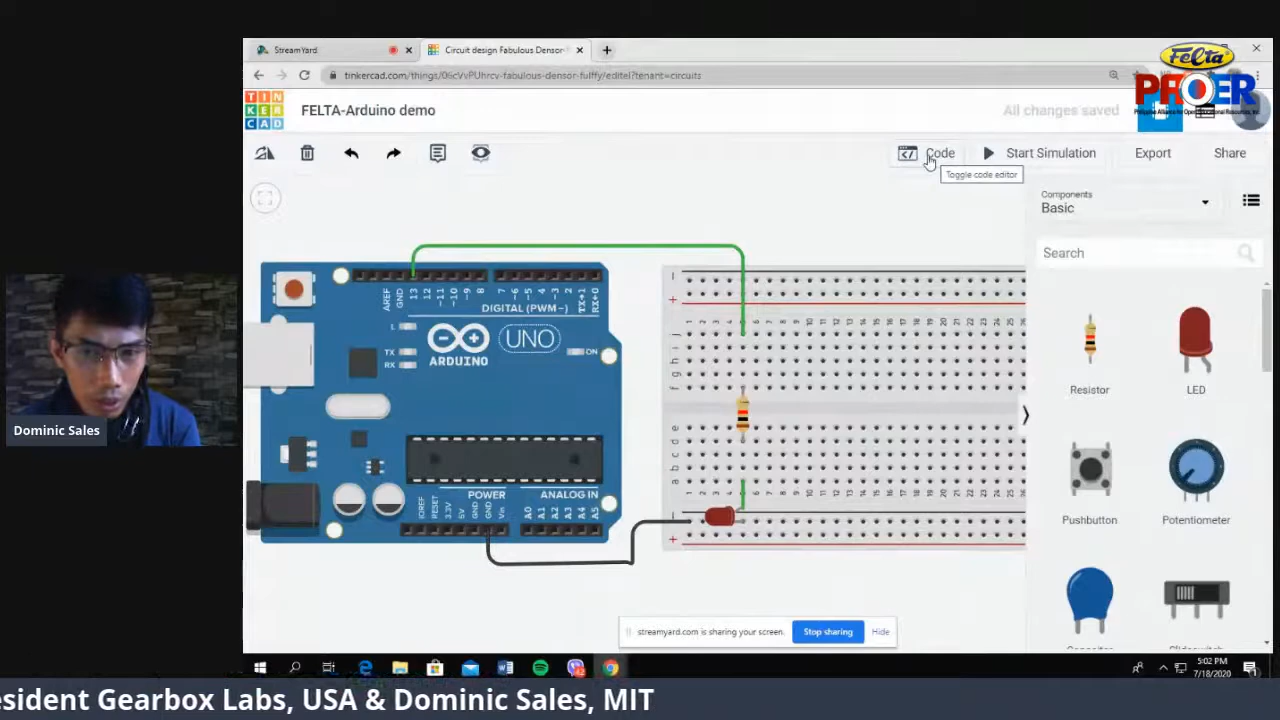 StreamYard
Circuit design Fabulous Densor-
tinkercad.com/things/0licVvPUhrcv-fabulous-densor-fulffy/editel?tenant=circuits
FELTA
PROER
TIN
KER
CAD
FELTA-Arduino demo
All changes saved
Code
Start Simulation
Export
Share
Toggle code editor
Components
Basic
Search
AREF
GND
13
12
~11
~10
~9
8
7
~6
~5
4
~3
2
TX→1
RX←0
DIGITAL (PWM~)
L
TX
RX
UNO
ARDUINO
ON
POWER
ANALOG IN
IOREF
RESET
3.3V
5V
GND
GND
Vin
A0
A1
A2
A3
A4
A5
Resistor
LED
Pushbutton
Potentiometer
Dominic Sales
streamyard.com is sharing your screen.
Stop sharing
Hide
5:02 PM
7/18/2020
esident Gearbox Labs, USA & Dominic Sales, MIT